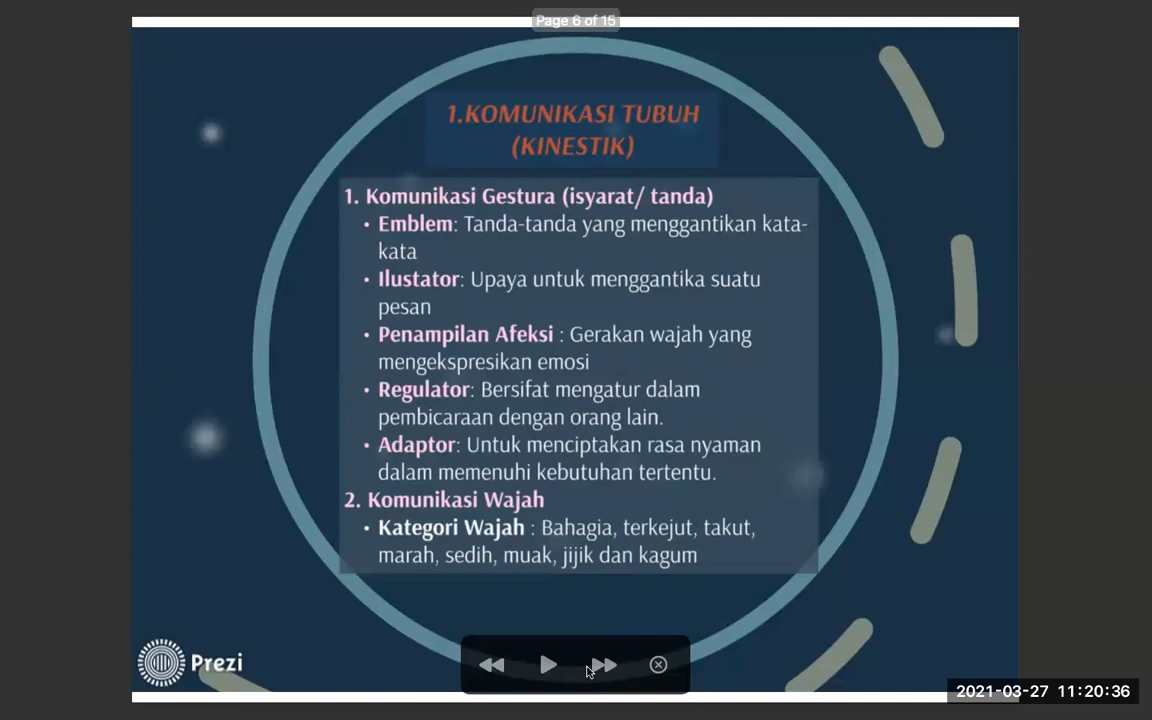 Page 6 of 15
1.KOMUNIKASI TUBUH
(KINESTIK)
1. Komunikasi Gestura (isyarat/ tanda)
• Emblem: Tanda-tanda yang menggantikan kata-
kata
• Ilustator: Upaya untuk menggantika suatu
pesan
• Penampilan Afeksi : Gerakan wajah yang
mengekspresikan emosi
• Regulator: Bersifat mengatur dalam
pembicaraan dengan orang lain.
• Adaptor: Untuk menciptakan rasa nyaman
dalam memenuhi kebutuhan tertentu.
2. Komunikasi Wajah
• Kategori Wajah : Bahagia, terkejut, takut,
marah, sedih, muak, jijik dan kagum
Prezi
2021-03-27 11:20:36